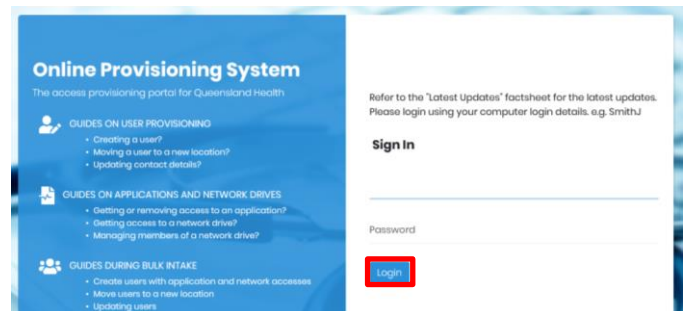 Online Provisioning System
The access provisioning portal for Queensland Health
GUIDES ON USER PROVISIONING
• Creating a user?
• Moving a user to a new location?
• Updating contact details?
GUIDES ON APPLICATIONS AND NETWORK DRIVES
• Getting or removing access to an application?
• Getting access to a network drive?
• Managing members of a network drive?
GUIDES DURING BULK INTAKE
• Create users with application and network accesses
• Move users to a new location
• Updating users
Refer to the "Latest Updates" factsheet for the latest updates.
Please login using your computer login details. e.g. SmithJ
Sign In
Password
Login